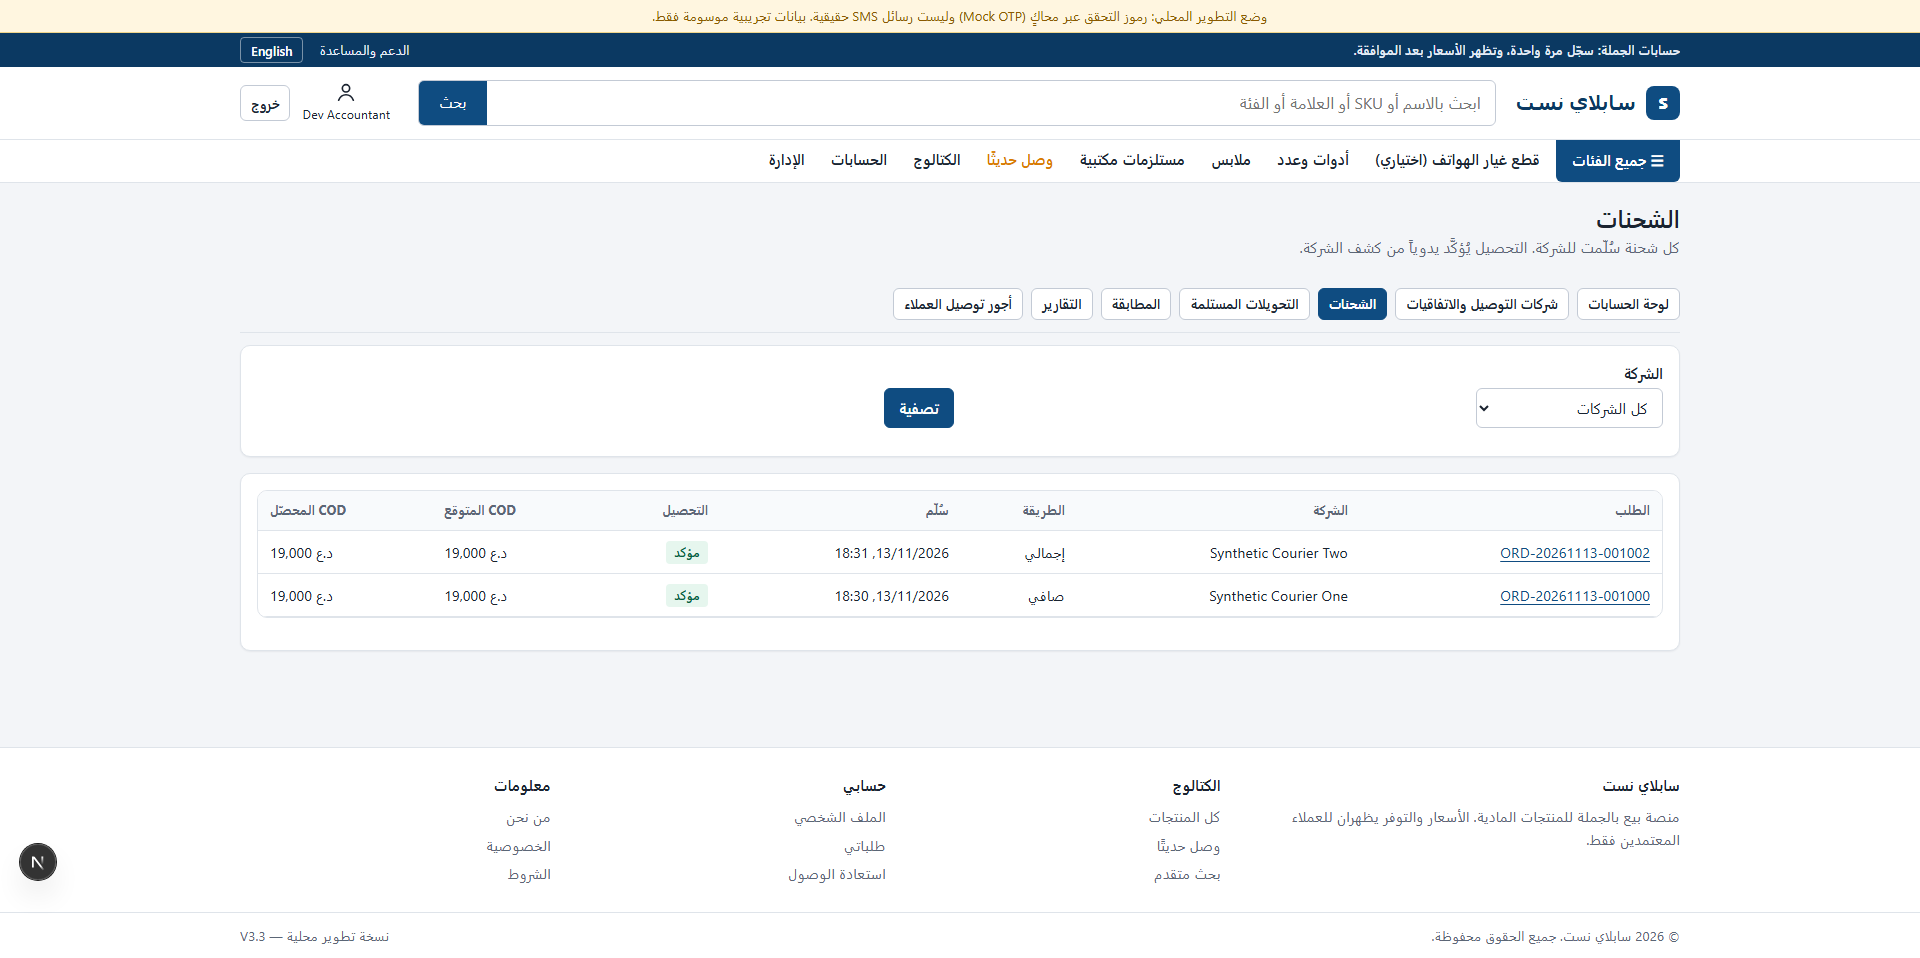 وضع التطوير المحلي: رموز التحقق عبر محاكٍ (Mock OTP) وليست رسائل SMS حقيقية. بيانات تجريبية موسومة فقط.
حسابات الجملة: سجّل مرة واحدة، وتظهر الأسعار بعد الموافقة.
الدعم والمساعدة
English
S
سابلاي نست
ابحث بالاسم أو SKU أو العلامة أو الفئة
بحث
Dev Accountant
خروج
☰ جميع الفئات
قطع غيار الهواتف (اختياري)
أدوات وعدد
ملابس
مستلزمات مكتبية
وصل حديثًا
الكتالوج
الحسابات
الإدارة
الشحنات
كل شحنة سُلّمت للشركة. التحصيل يُؤكَّد يدوياً من كشف الشركة.
لوحة الحسابات
شركات التوصيل والاتفاقيات
الشحنات
التحويلات المستلمة
المطابقة
التقارير
أجور توصيل العملاء
الشركة
كل الشركات
تصفية
الطلب الشركة الطريقة سُلّم التحصيل COD المتوقع COD المحصّل
ORD-20261113-001002 Synthetic Courier Two إجمالي 13/11/2026, 18:31 مؤكد 19,000 د.ع 19,000 د.ع
ORD-20261113-001000 Synthetic Courier One صافي 13/11/2026, 18:30 مؤكد 19,000 د.ع 19,000 د.ع
سابلاي نست
منصة بيع بالجملة للمنتجات المادية. الأسعار والتوفر يظهران للعملاء
المعتمدين فقط.
الكتالوج
كل المنتجات
وصل حديثًا
بحث متقدم
حسابي
الملف الشخصي
طلباتي
استعادة الوصول
معلومات
من نحن
الخصوصية
الشروط
N
© 2026 سابلاي نست. جميع الحقوق محفوظة.
نسخة تطوير محلية — V3.3